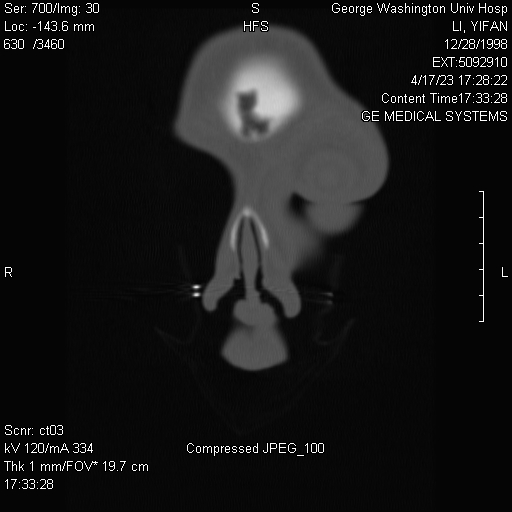 Ser: 700/Img: 30
Loc: -143.6 mm
630 /3460
S
HFS
George Washington Univ Hosp
LI, YIFAN
12/28/1998
EXT:5092910
4/17/23 17:28:22
Content Time17:33:28
GE MEDICAL SYSTEMS
R
L
Scnr: ct03
kV 120/mA 334
Thk 1 mm/FOV* 19.7 cm
17:33:28
Compressed JPEG_100